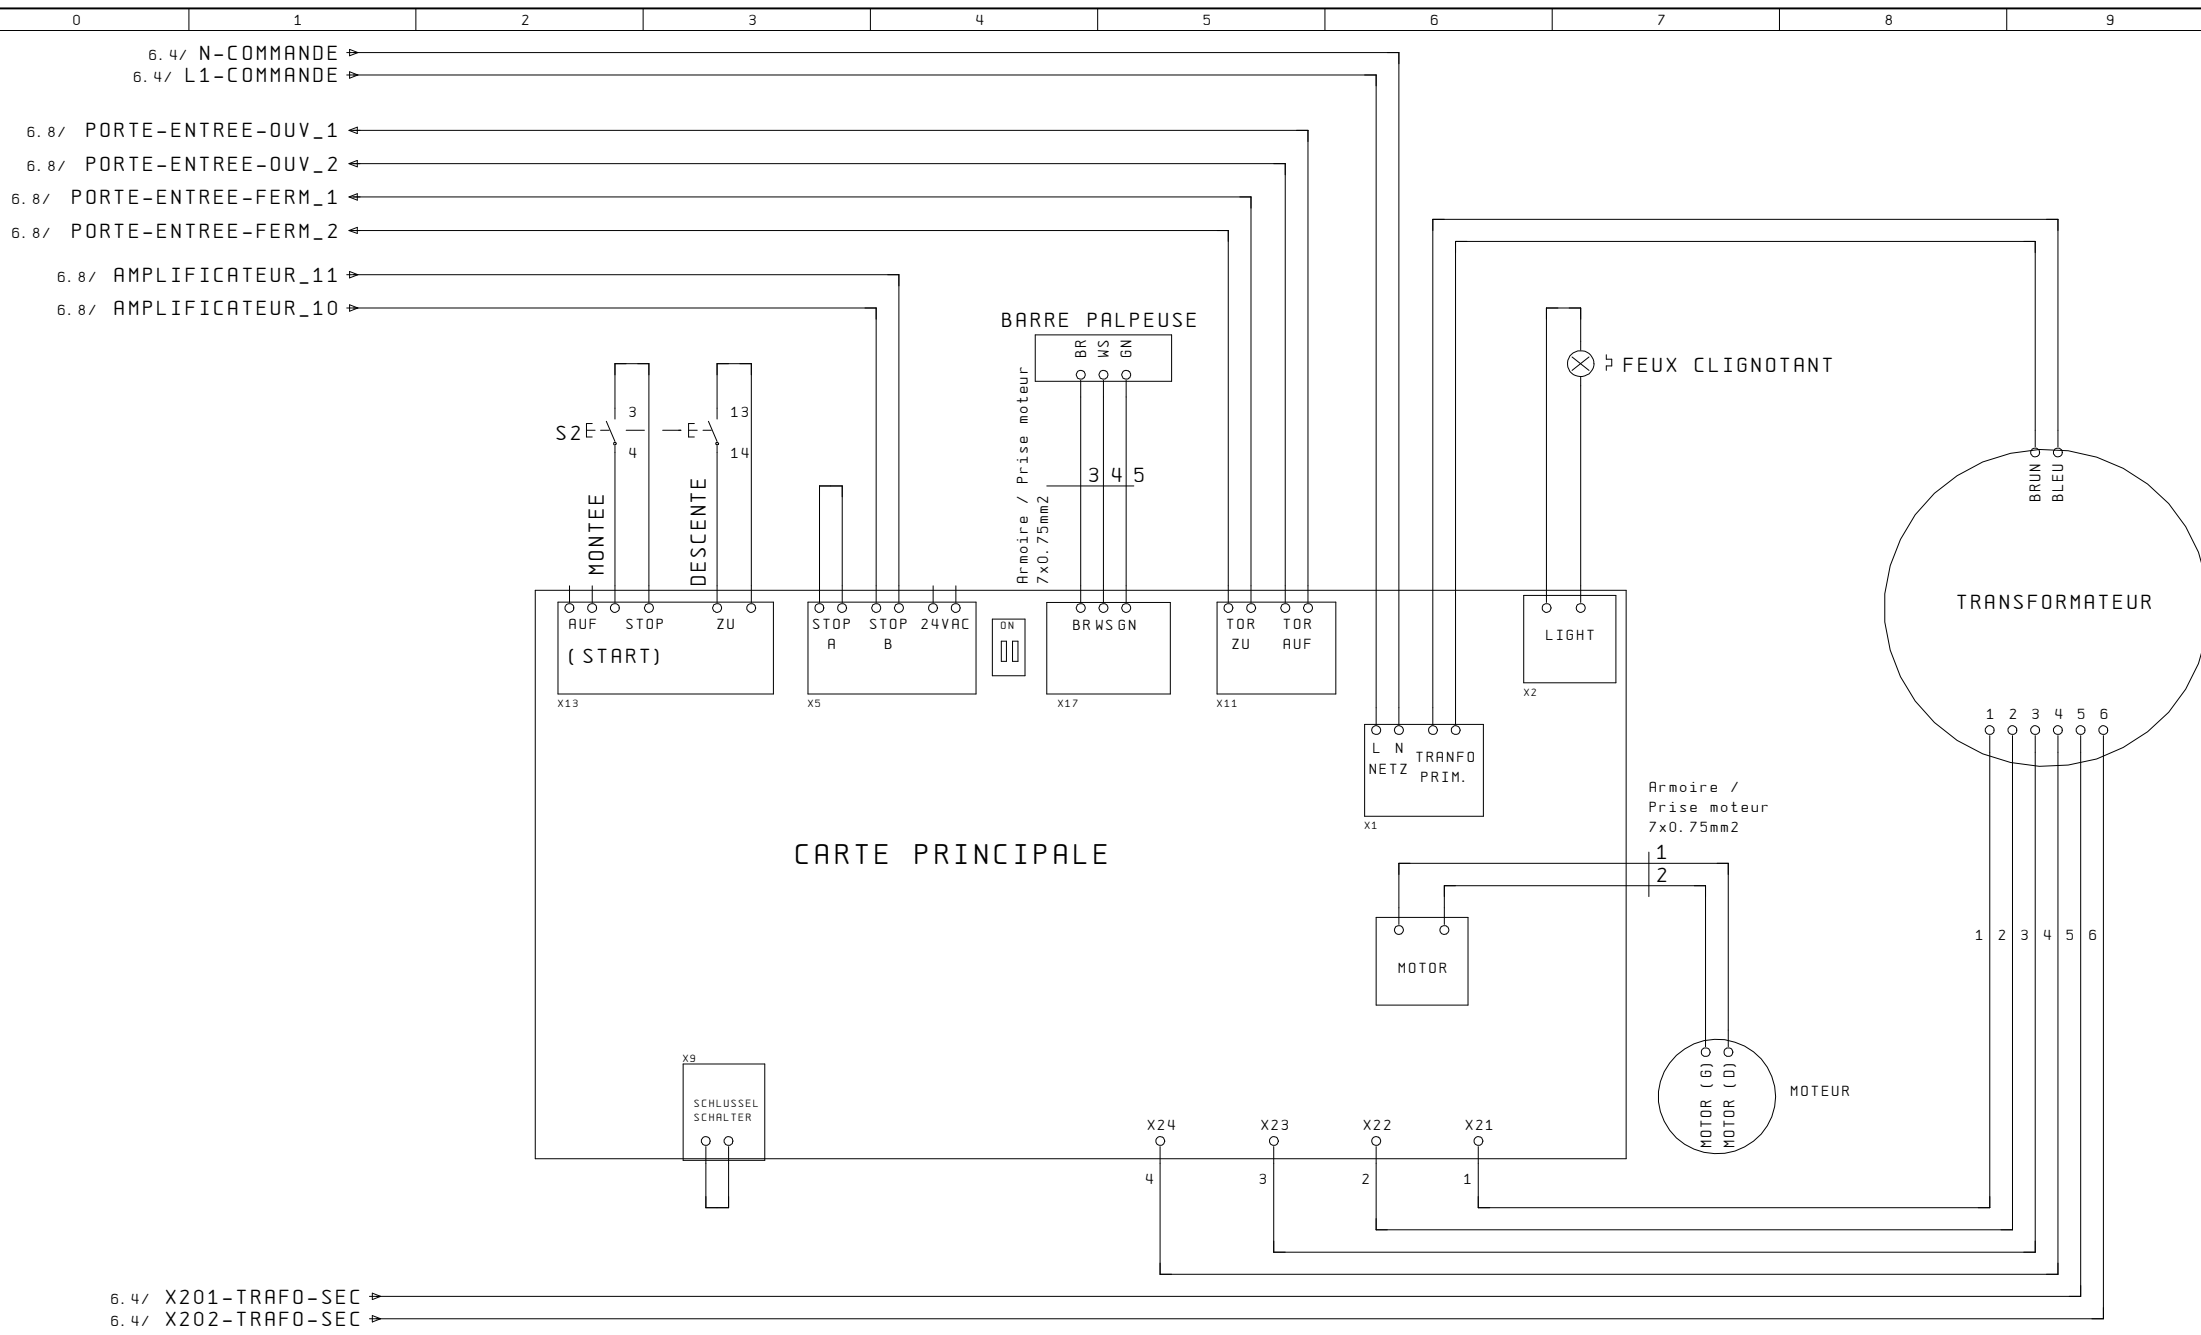 0 1 2 3 4 5 6 7 8 9
6.4/ N-COMMANDE
6.4/ L1-COMMANDE
6.8/ PORTE-ENTREE-OUV_1
6.8/ PORTE-ENTREE-OUV_2
6.8/ PORTE-ENTREE-FERM_1
6.8/ PORTE-ENTREE-FERM_2
6.8/ AMPLIFICATEUR_11
6.8/ AMPLIFICATEUR_10
BARRE PALPEUSE
BR WS GN
FEUX CLIGNOTANT
S2
3
4
13
14
MONTEE
DESCENTE
Armoire / Prise moteur
7x0.75mm2
3 4 5
BRUN
BLEU
TRANSFORMATEUR
1 2 3 4 5 6
AUF STOP ZU
(START)
X13
STOP STOP 24VAC
A B
X5
ON
BR WS GN
X17
TOR TOR
ZU AUF
X11
LIGHT
X2
L N TRANFO
NETZ PRIM.
X1
Armoire /
Prise moteur
7x0.75mm2
CARTE PRINCIPALE
1
2
MOTOR
1 2 3 4 5 6
MOTOR (G)
MOTOR (D)
MOTEUR
X9
SCHLUSSEL
SCHALTER
X24 X23 X22 X21
4 3 2 1
6.4/ X201-TRAFO-SEC
6.4/ X202-TRAFO-SEC